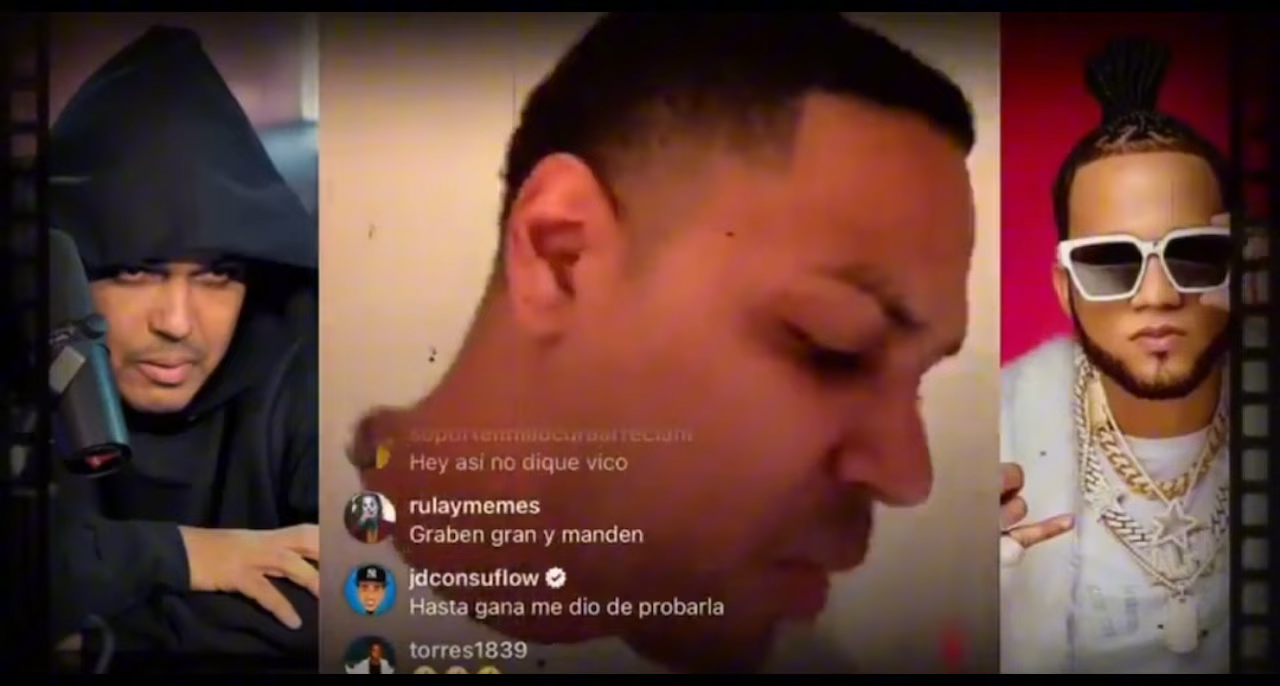 Hey así no dique vico
rulaymemes
Graben gran y manden
jdconsuflow
Hasta gana me dio de probarla
torres1839